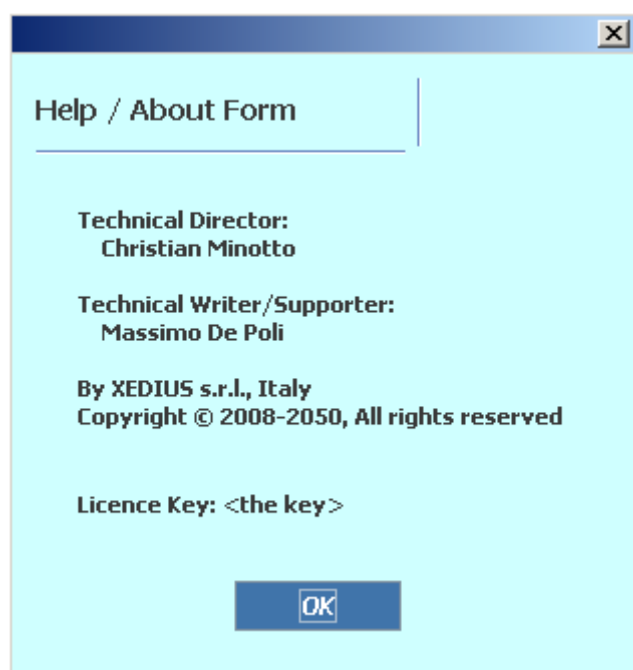 Help / About Form
Technical Director:
Christian Minotto
Technical Writer/Supporter:
Massimo De Poli
By XEDIUS s.r.l., Italy
Copyright © 2008-2050, All rights reserved
Licence Key: <the key>
OK